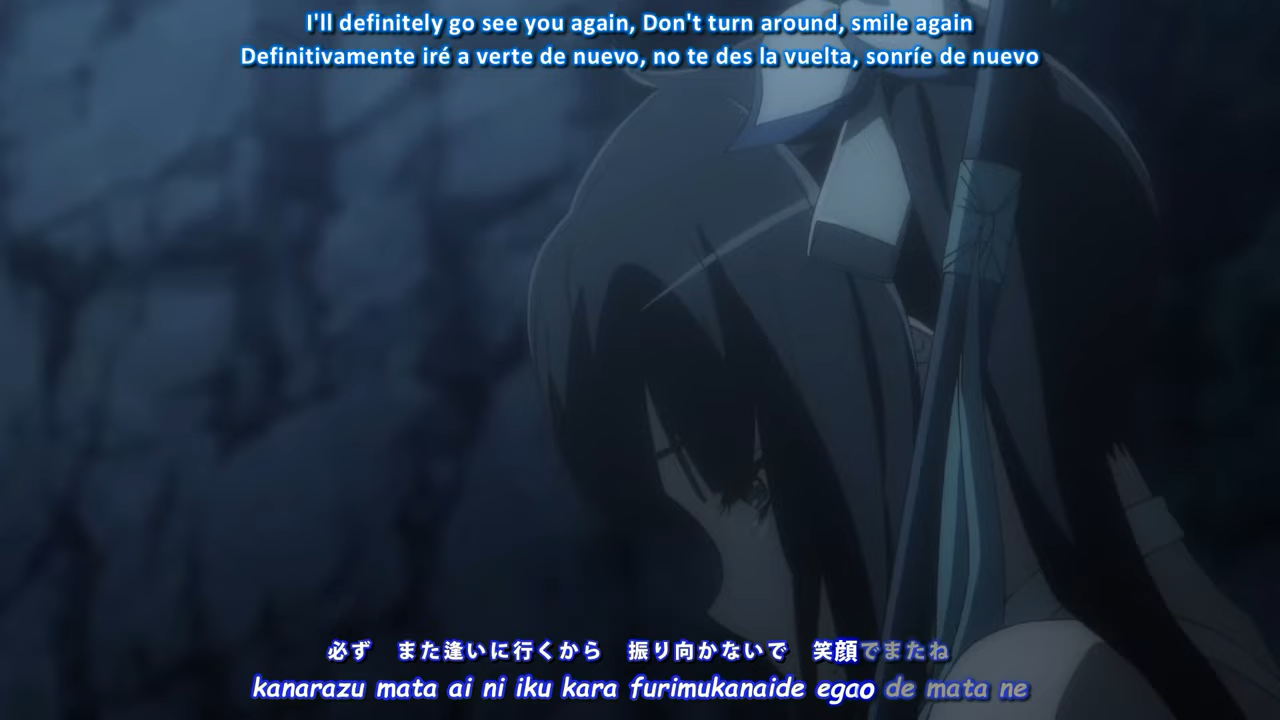 I'll definitely go see you again, Don't turn around, smile again
Definitivamente iré a verte de nuevo, no te des la vuelta, sonríe de nuevo
必ず　また逢いに行くから　振り向かないで　笑顔でまたね
kanarazu mata ai ni iku kara furimukanaide egao de mata ne